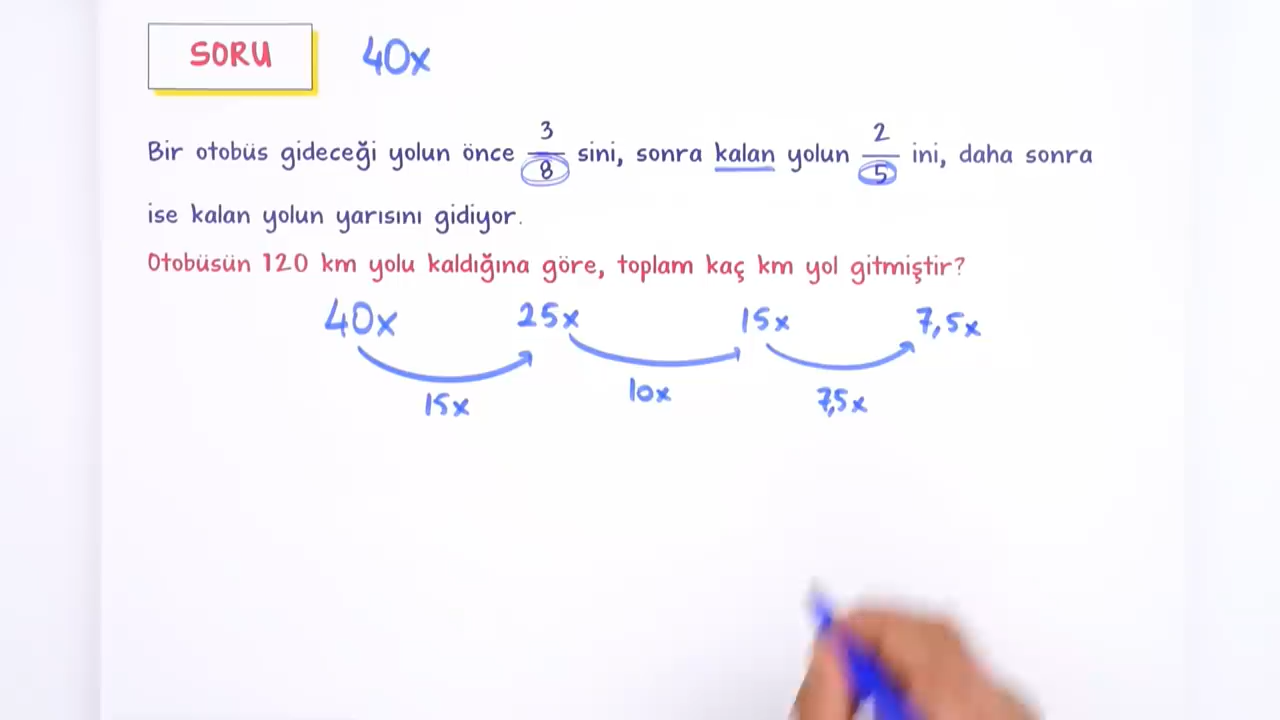 SORU 40x
Bir otobüs gideceği yolun önce 3/8 sini, sonra kalan yolun 2/5 ini, daha sonra
ise kalan yolun yarısını gidiyor.
Otobüsün 120 km yolu kaldığına göre, toplam kaç km yol gitmiştir?
40x 25x 15x 7,5x
15x 10x 7,5x